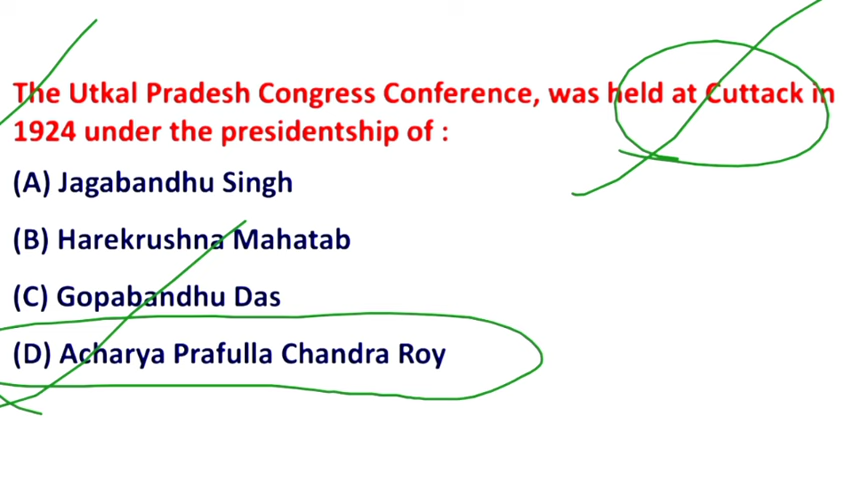 The Utkal Pradesh Congress Conference, was held at Cuttack in
1924 under the presidentship of :
(A) Jagabandhu Singh
(B) Harekrushna Mahatab
(C) Gopabandhu Das
(D) Acharya Prafulla Chandra Roy